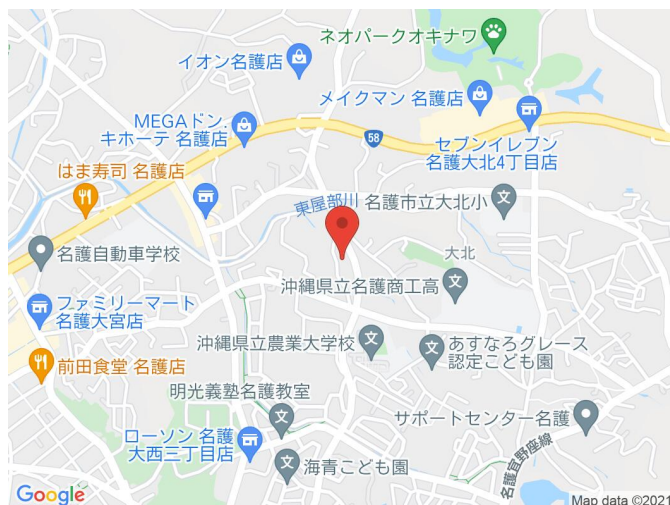 ネオパークオキナワ
イオン名護店
メイクマン 名護店
MEGAドン.
キホーテ 名護店
58
セブンイレブン
名護大北4丁目店
はま寿司 名護店
東屋部川
名護市立大北小
名護自動車学校
大北
沖縄県立名護商工高
ファミリーマート
名護大宮店
沖縄県立農業大学校
あすなろグレース
認定こども園
前田食堂 名護店
明光義塾名護教室
サポートセンター名護
ローソン 名護
大西三丁目店
海青こども園
名護宜野座線
Google
Map data ©2021
文
文
文
文
文
文